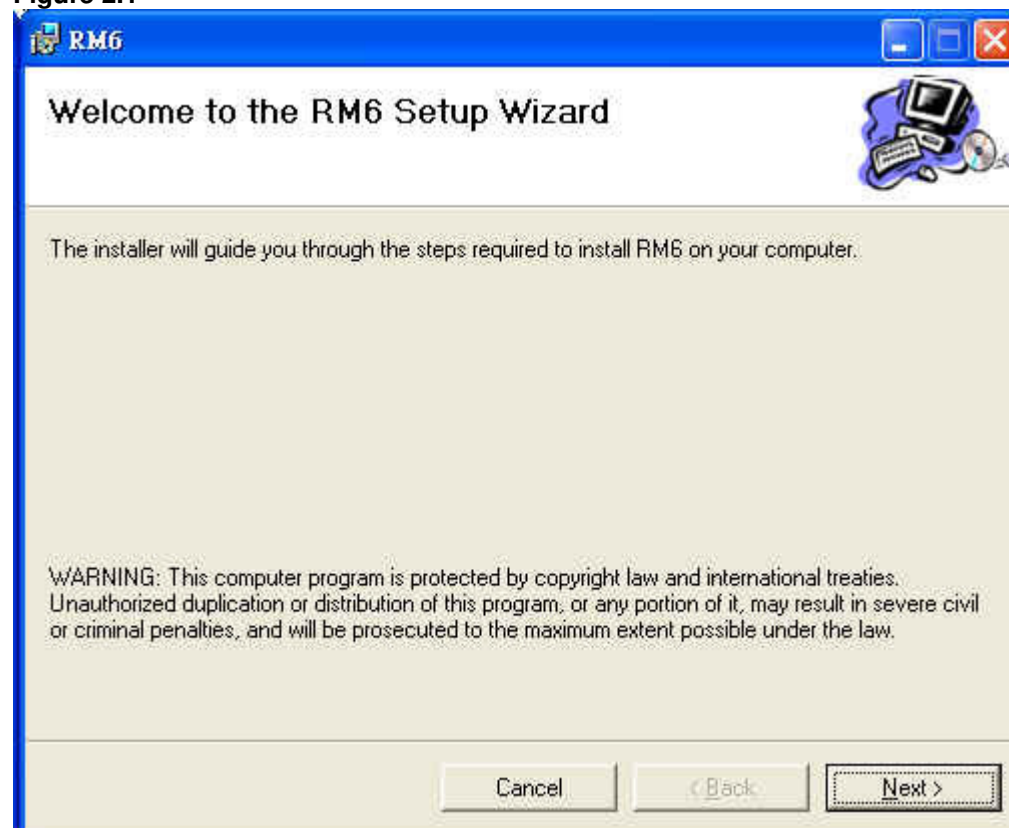 RM6
Welcome to the RM6 Setup Wizard
The installer will guide you through the steps required to install RM6 on your computer.
WARNING: This computer program is protected by copyright law and international treaties.
Unauthorized duplication or distribution of this program, or any portion of it, may result in severe civil
or criminal penalties, and will be prosecuted to the maximum extent possible under the law.
Cancel
< Back
Next >